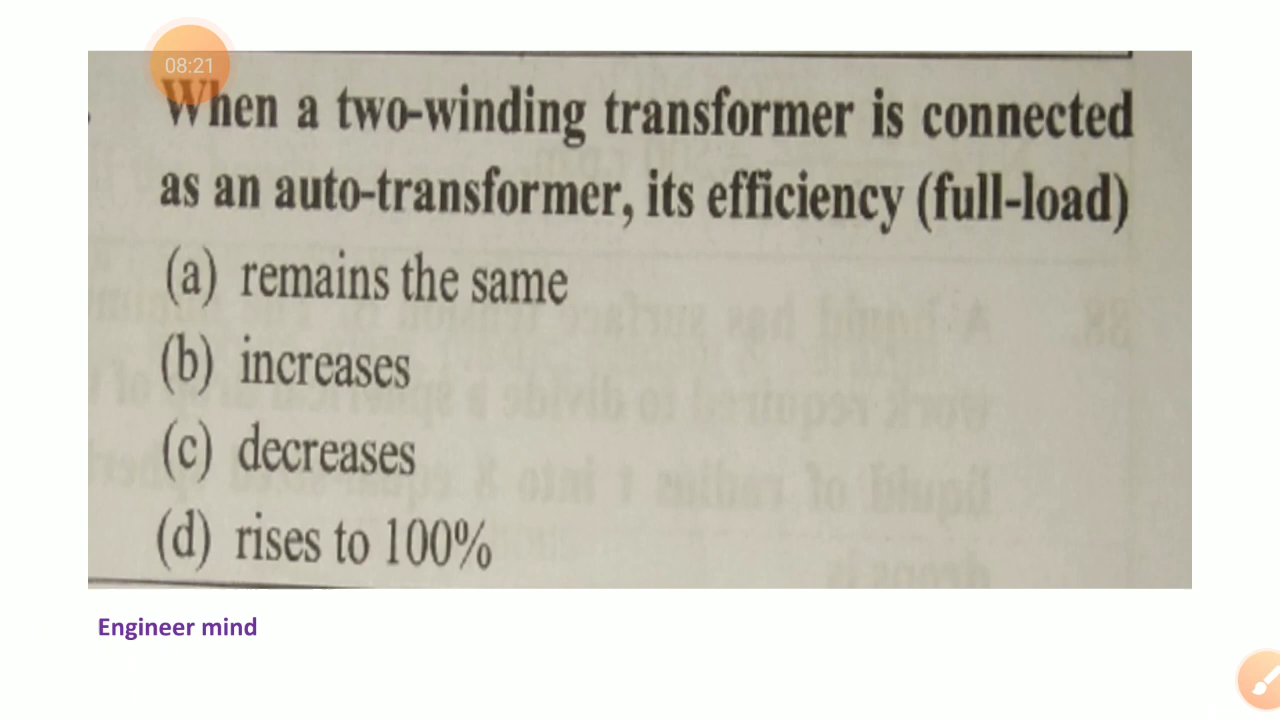 08:21
When a two-winding transformer is connected
as an auto-transformer, its efficiency (full-load)
(a) remains the same
(b) increases
(c) decreases
(d) rises to 100%
Engineer mind